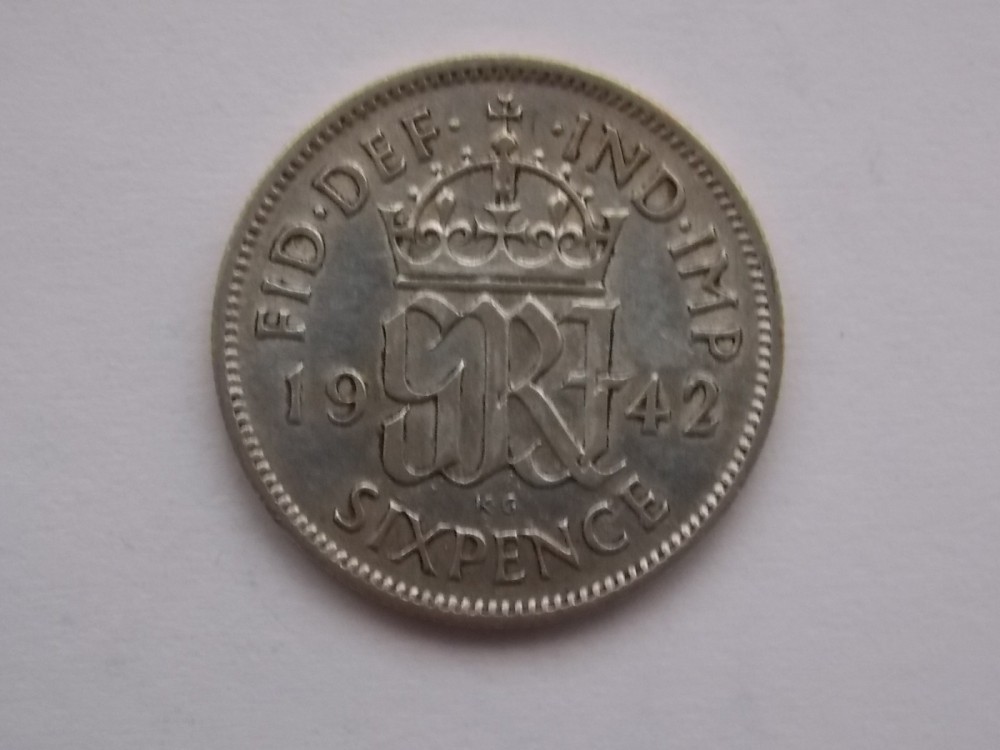 FID·DEF· ·IND·IMP
19 GRI 42
KG
SIXPENCE